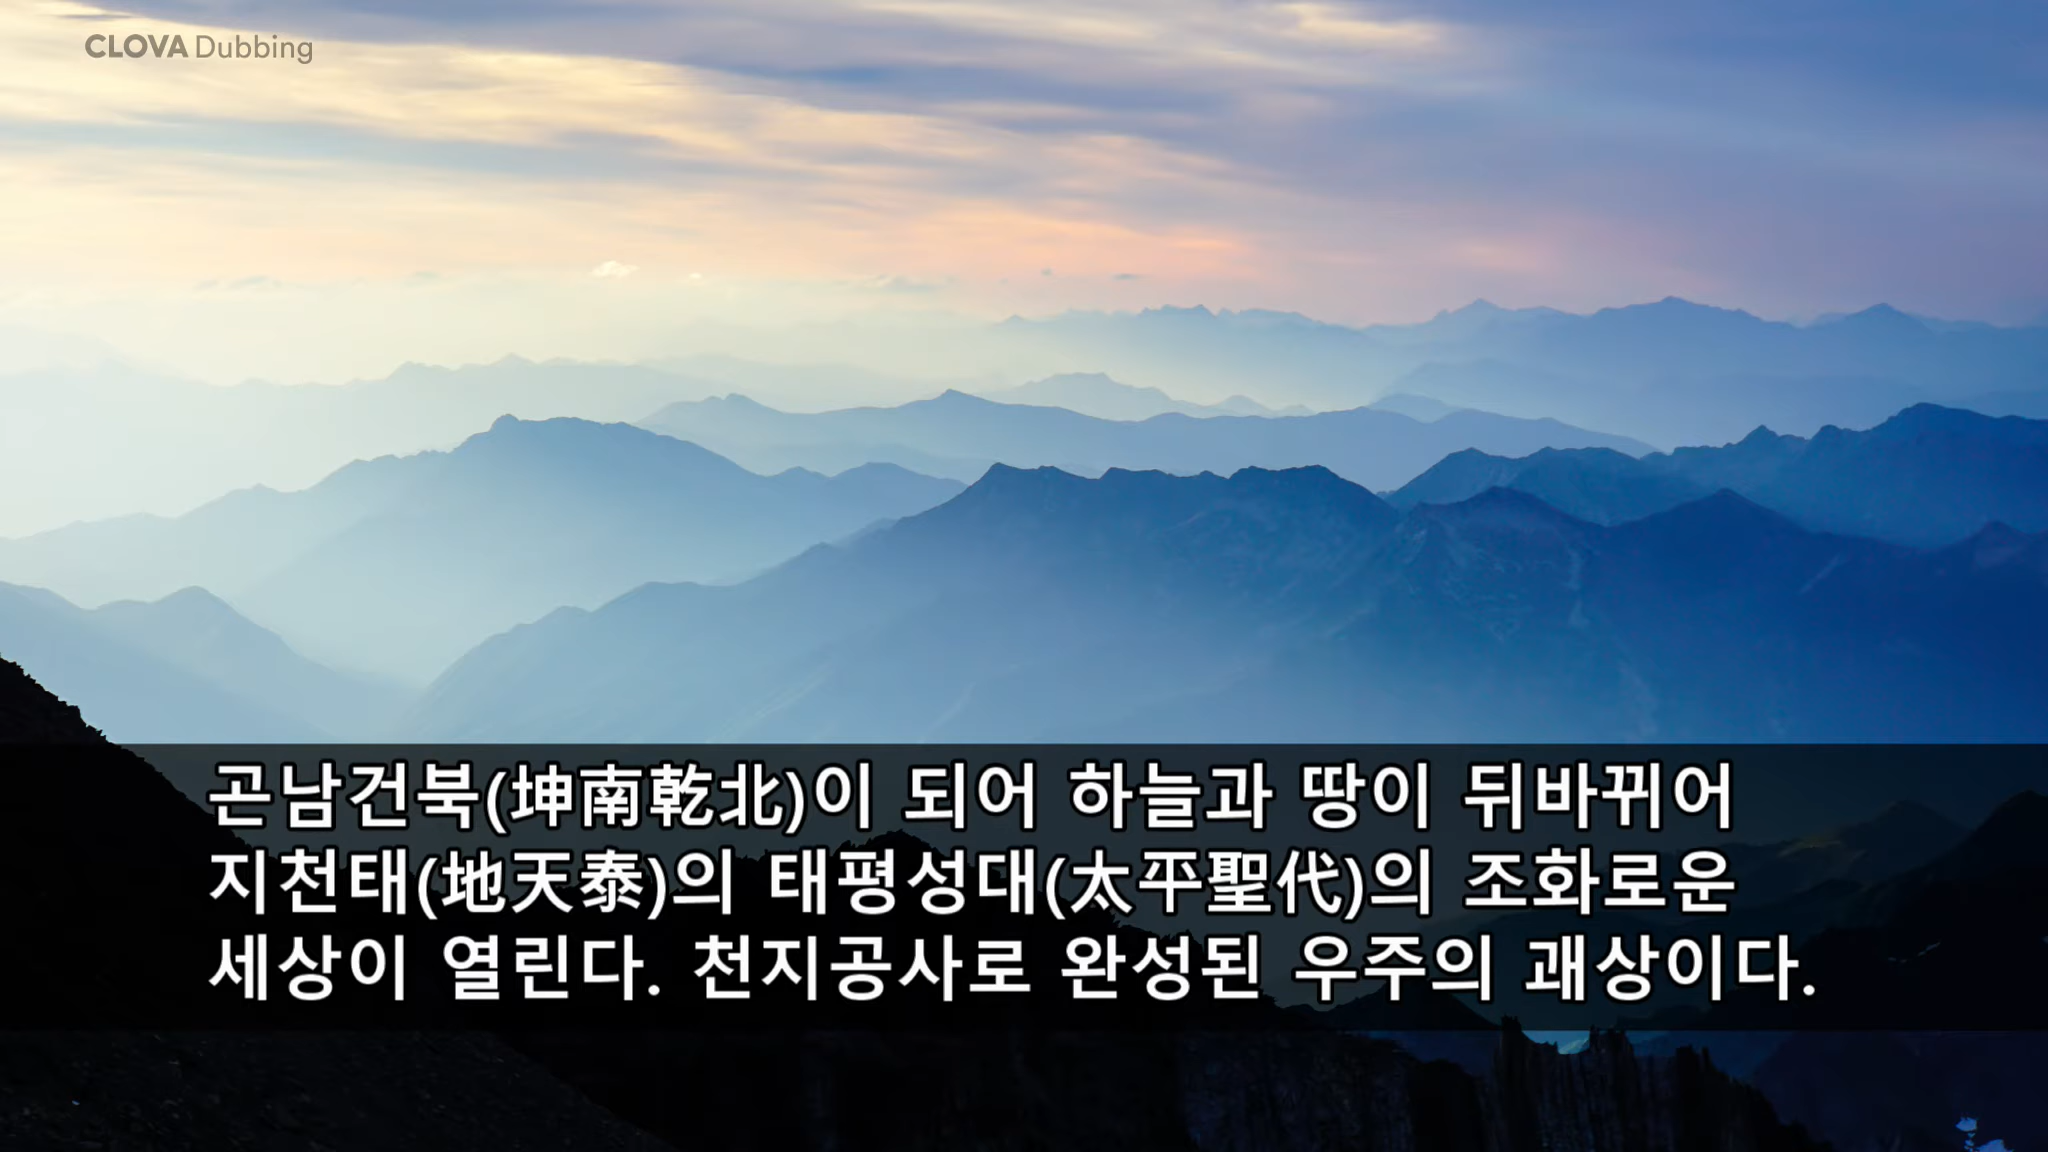 CLOVA Dubbing
곤남건북(坤南乾北)이 되어 하늘과 땅이 뒤바뀌어
지천태(地天泰)의 태평성대(太平聖代)의 조화로운
세상이 열린다. 천지공사로 완성된 우주의 괘상이다.